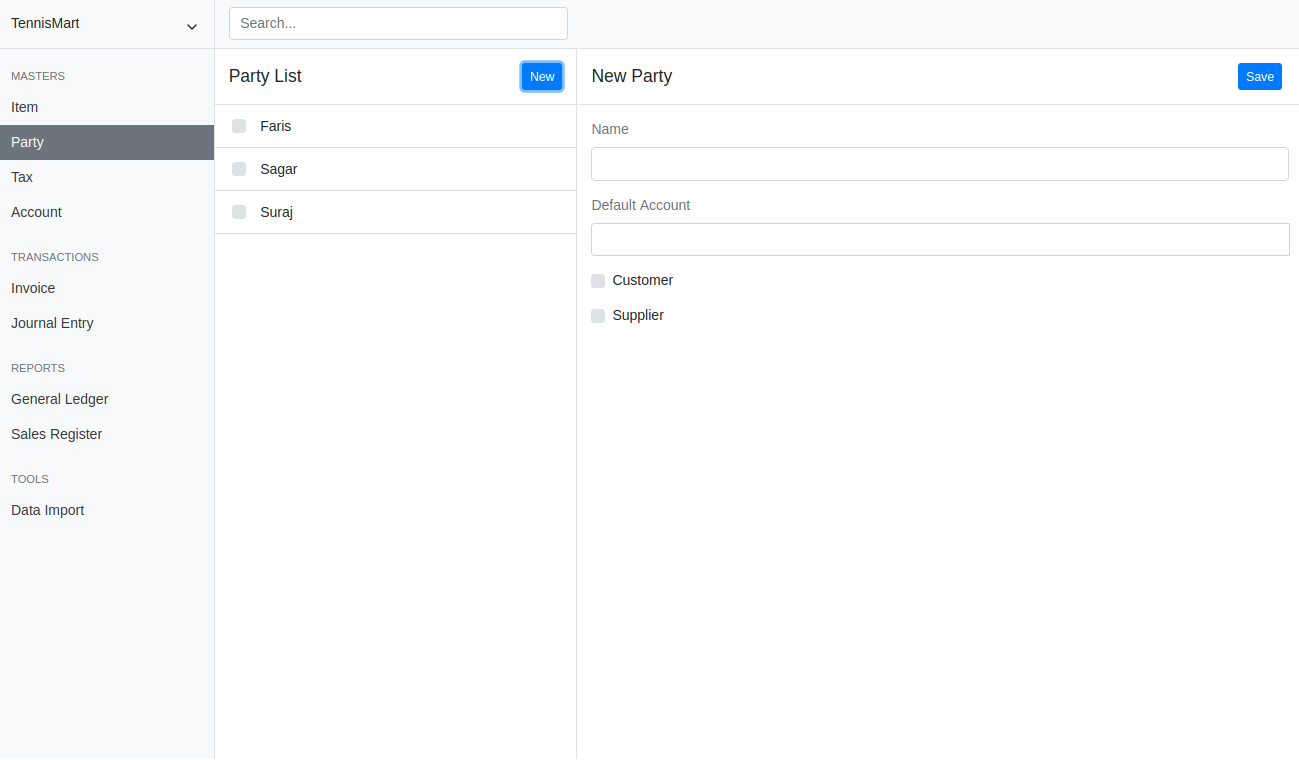 TennisMart
Search...
MASTERS
Item
Party
Tax
Account
TRANSACTIONS
Invoice
Journal Entry
REPORTS
General Ledger
Sales Register
TOOLS
Data Import
Party List
New
Faris
Sagar
Suraj
New Party
Save
Name
Default Account
Customer
Supplier